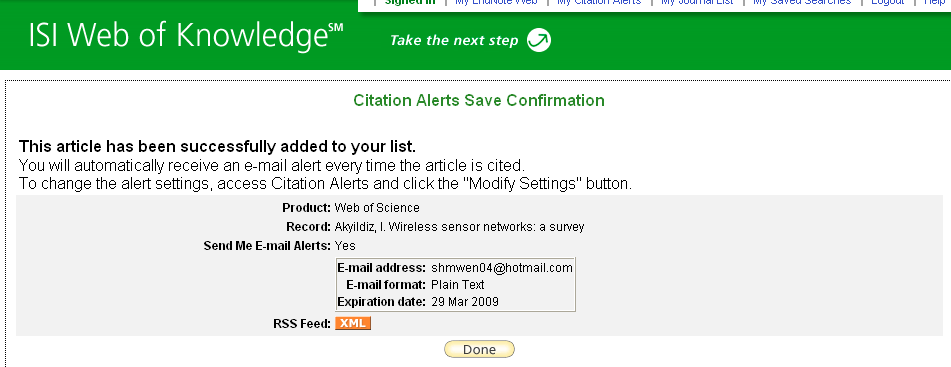 | Signed In | My EndNote Web | My Citation Alerts | My Journal List | My Saved Searches | Logout | Help
ISI Web of Knowledge℠
Take the next step
Citation Alerts Save Confirmation
This article has been successfully added to your list.
You will automatically receive an e-mail alert every time the article is cited.
To change the alert settings, access Citation Alerts and click the "Modify Settings" button.
Product: Web of Science
Record: Akyildiz, I. Wireless sensor networks: a survey
Send Me E-mail Alerts: Yes
E-mail address: shmwen04@hotmail.com
E-mail format: Plain Text
Expiration date: 29 Mar 2009
RSS Feed: XML
Done